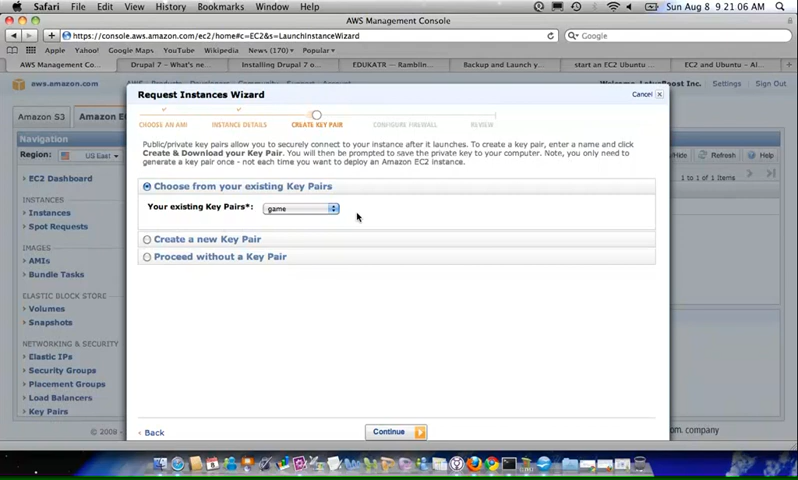 Safari File Edit View History Bookmarks Window Help Sun Aug 8 9:21:06 AM
AWS Management Console
https://console.aws.amazon.com/ec2/home#c=EC2&s=LaunchInstanceWizard
Google
Apple Yahoo! Google Maps YouTube Wikipedia News (170) Popular
AWS Management Co... Drupal 7 – What's ne... Installing Drupal 7 o... EDUKATR — Ramblin... Backup and Launch y... start an EC2 Ubuntu ... EC2 and Ubuntu – Al...
aws.amazon.com
Settings Sign Out
Request Instances Wizard
Cancel
Amazon S3
CHOOSE AN AMI INSTANCE DETAILS CREATE KEY PAIR CONFIGURE FIREWALL REVIEW
Navigation
Region: US East
Public/private key pairs allow you to securely connect to your instance after it launches. To create a key pair, enter a name and click
Create & Download your Key Pair. You will then be prompted to save the private key to your computer. Note, you only need to
generate a key pair once - not each time you want to deploy an Amazon EC2 instance.
/Hide Refresh Help
1 to 1 of 1 Items
EC2 Dashboard
Choose from your existing Key Pairs
INSTANCES
Instances
Spot Requests
Your existing Key Pairs*: game
IMAGES
AMIs
Bundle Tasks
Create a new Key Pair
Proceed without a Key Pair
ELASTIC BLOCK STORE
Volumes
Snapshots
NETWORKING & SECURITY
Elastic IPs
Security Groups
Placement Groups
Load Balancers
Key Pairs
Back
Continue
© 2008
company